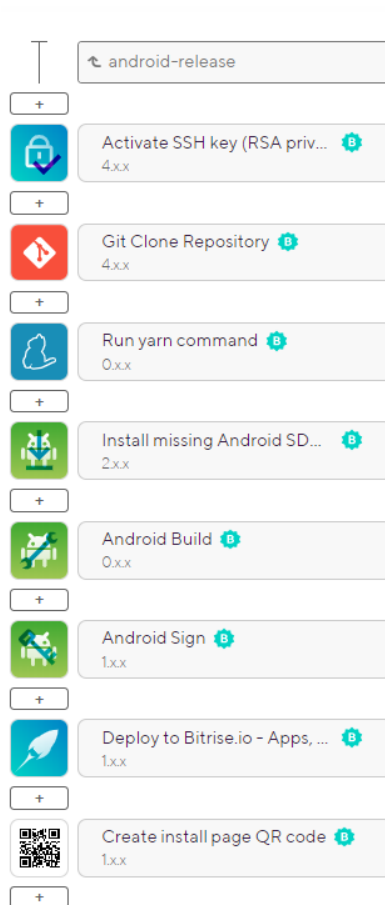 android-release
+
Activate SSH key (RSA priv...
4.x.x
+
Git Clone Repository
4.x.x
+
Run yarn command
0.x.x
+
Install missing Android SD...
2.x.x
+
Android Build
0.x.x
+
Android Sign
1.x.x
+
Deploy to Bitrise.io - Apps, ...
1.x.x
+
Create install page QR code
1.x.x
+